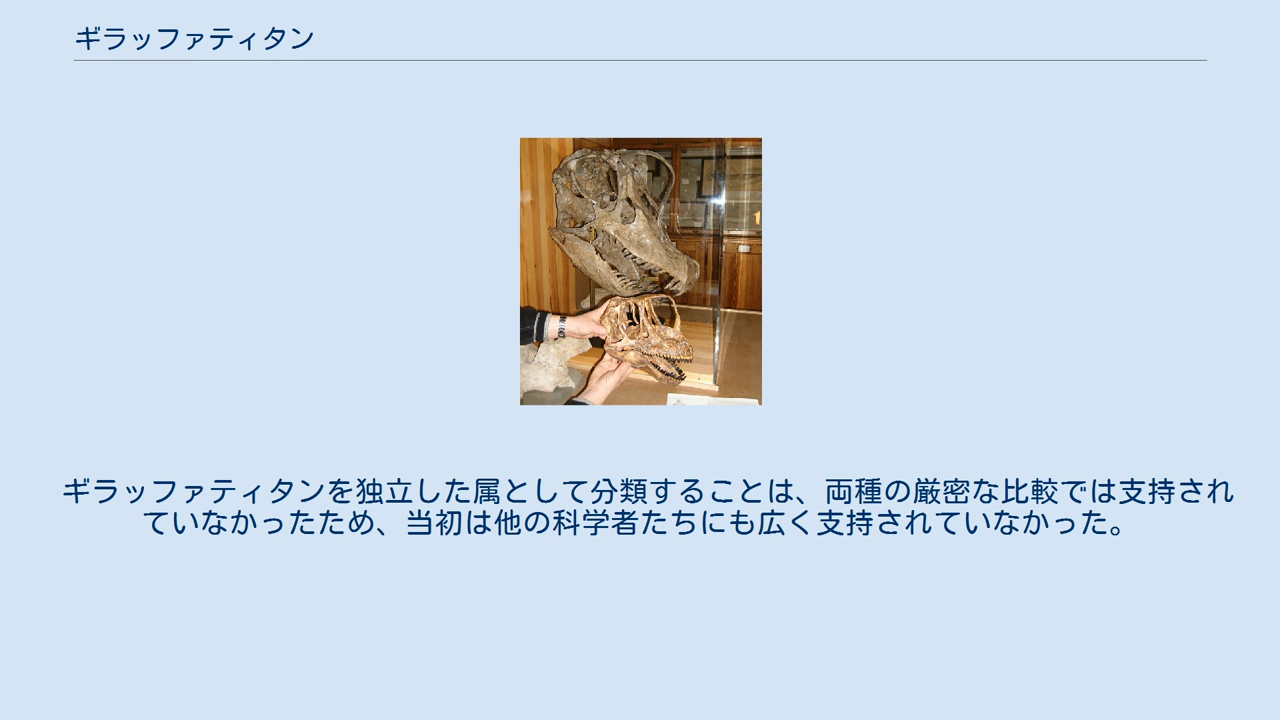 ギラッファティタン
ギラッファティタンを独立した属として分類することは、両種の厳密な比較では支持され
ていなかったため、当初は他の科学者たちにも広く支持されていなかった。